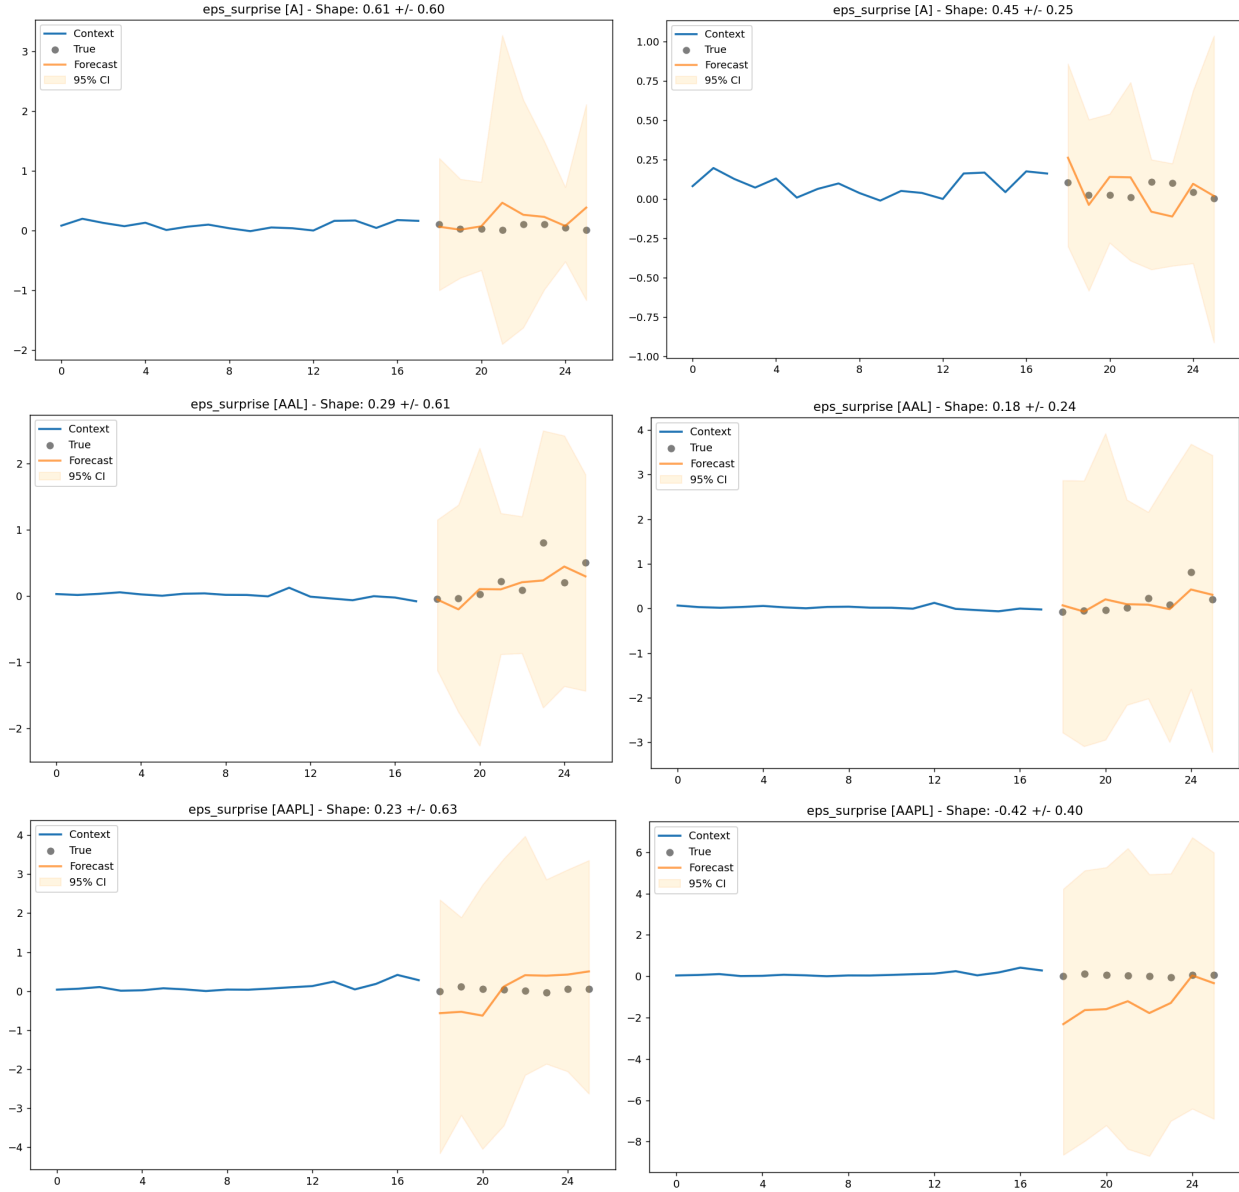 eps_surprise [A] - Shape: 0.61 +/- 0.60
Context
True
Forecast
95% CI
3
2
1
0
−1
−2
0 4 8 12 16 20 24
eps_surprise [A] - Shape: 0.45 +/- 0.25
Context
True
Forecast
95% CI
1.00
0.75
0.50
0.25
0.00
−0.25
−0.50
−0.75
−1.00
0 4 8 12 16 20 24
eps_surprise [AAL] - Shape: 0.29 +/- 0.61
Context
True
Forecast
95% CI
2
1
0
−1
−2
0 4 8 12 16 20 24
eps_surprise [AAL] - Shape: 0.18 +/- 0.24
Context
True
Forecast
95% CI
4
3
2
1
0
−1
−2
−3
0 4 8 12 16 20 24
eps_surprise [AAPL] - Shape: 0.23 +/- 0.63
Context
True
Forecast
95% CI
4
3
2
1
0
−1
−2
−3
−4
0 4 8 12 16 20 24
eps_surprise [AAPL] - Shape: -0.42 +/- 0.40
Context
True
Forecast
95% CI
6
4
2
0
−2
−4
−6
−8
0 4 8 12 16 20 24